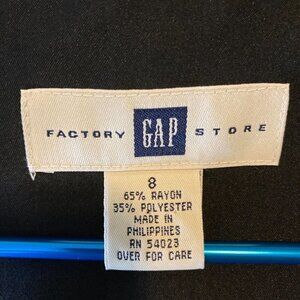 FACTORY GAP STORE
8
65% RAYON
35% POLYESTER
MADE IN
PHILIPPINES
RN 54023
OVER FOR CARE